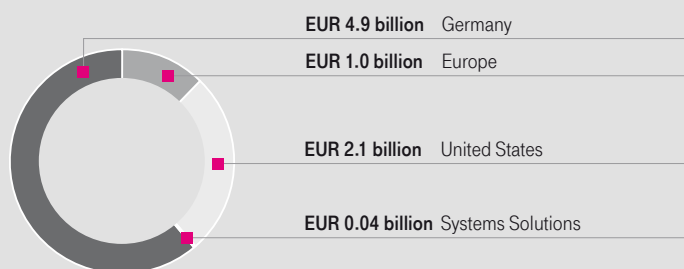 EUR 4.9 billion Germany
EUR 1.0 billion Europe
EUR 2.1 billion United States
EUR 0.04 billion Systems Solutions